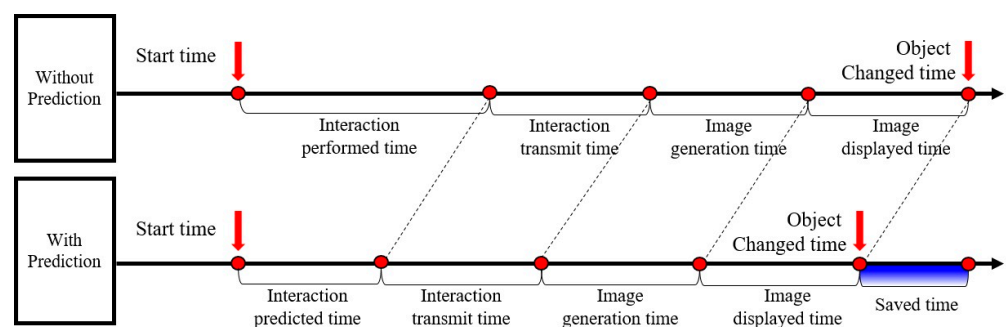 Without
Prediction
Start time
Object
Changed time
Interaction
performed time
Interaction
transmit time
Image
generation time
Image
displayed time
With
Prediction
Start time
Object
Changed time
Interaction
predicted time
Interaction
transmit time
Image
generation time
Image
displayed time
Saved time